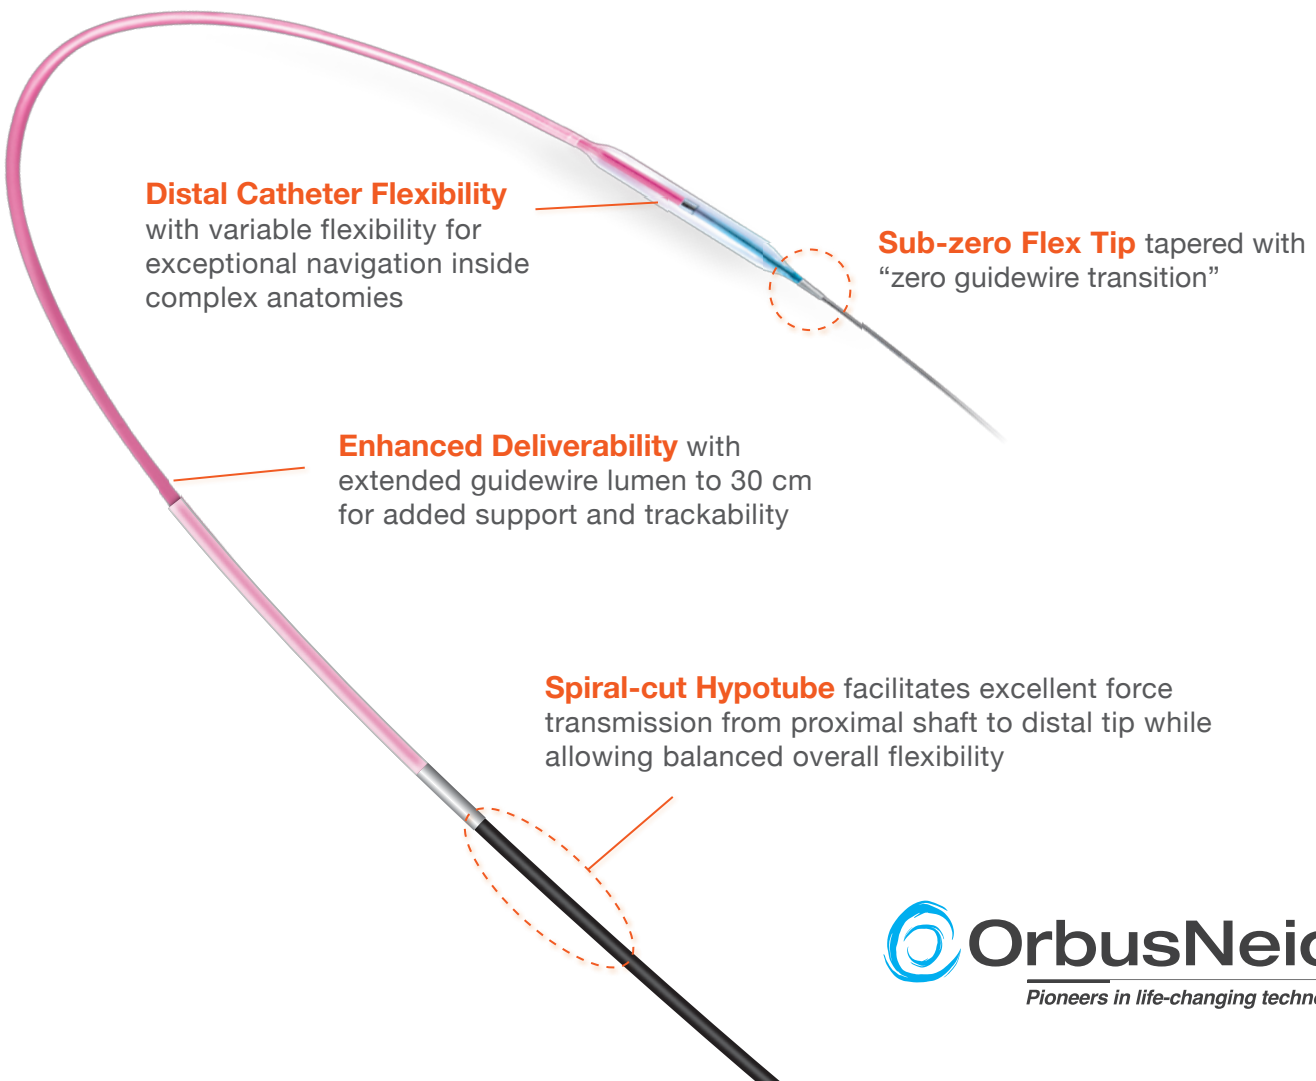 Distal Catheter Flexibility
with variable flexibility for
exceptional navigation inside
complex anatomies
Sub-zero Flex Tip tapered with
“zero guidewire transition”
Enhanced Deliverability with
extended guidewire lumen to 30 cm
for added support and trackability
Spiral-cut Hypotube facilitates excellent force
transmission from proximal shaft to distal tip while
allowing balanced overall flexibility
Pioneers in life-changing